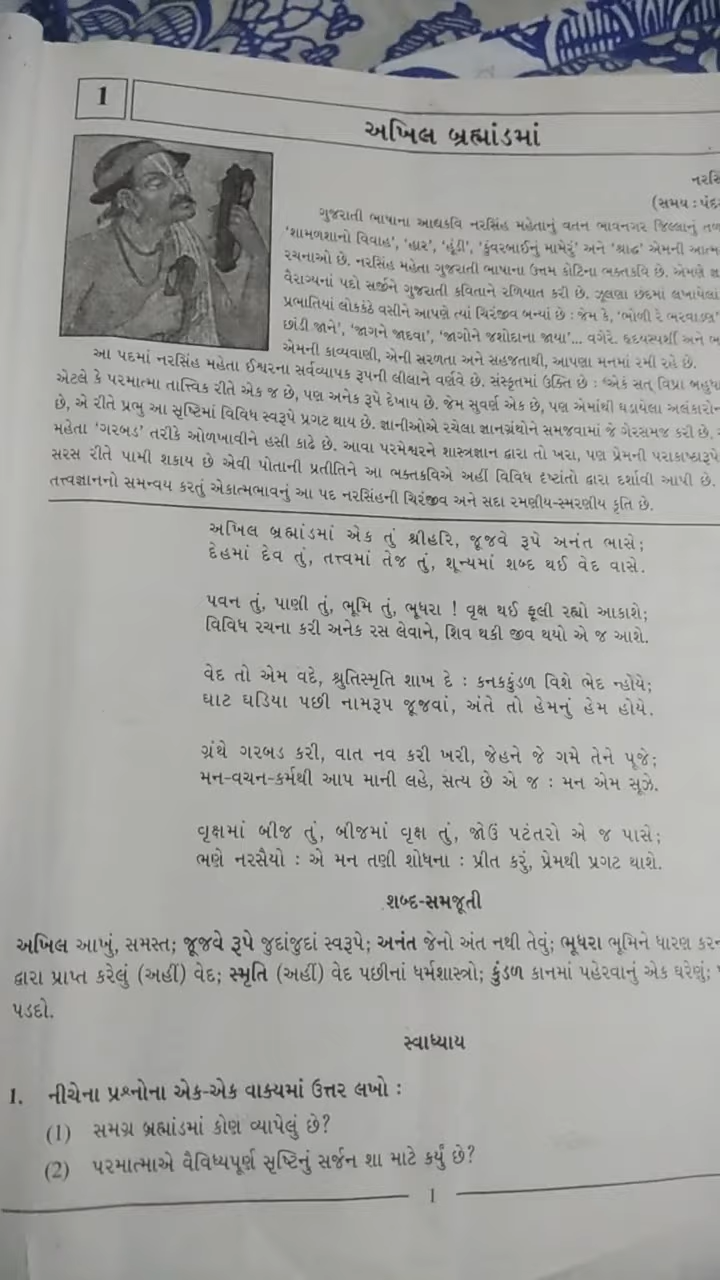 1
અખિલ બ્રહ્માંડમાં
(સમય :
ગુજરાતી ભાષાના આદ્યકવિ નરસિંહ મહેતાનું વતન ભાવનગર જિલ્લાનું
'શામળશાનો વિવાહ', 'હાર', 'હૂંડી', 'કુંવરબાઈનું મામેરું' અને 'શ્રાદ્ધ' એમની
રચનાઓ છે. નરસિંહ મહેતા ગુજરાતી ભાષાના ઉત્તમ કોટિના ભક્તકવિ છે. એમણે
વૈરાગ્યનાં પદો સર્જીને ગુજરાતી કવિતાને રળિયાત કરી છે. ઝૂલણા છંદમાં લખાયેલાં
પ્રભાતિયાં લોકકંઠે વસીને આપણે ત્યાં ચિરંજીવ બન્યાં છે : જેમ કે, 'ભોળી રે ભરવાડણ'
છાંડી જાને', 'જાગને જાદવા', 'જાગોને જશોદાના જાયા'... વગેરે. હૃદયસ્પર્શી અને
એમની કાવ્યવાણી, એની સરળતા અને સહજતાથી, આપણા મનમાં રમી રહે છે.
આ પદમાં નરસિંહ મહેતા ઈશ્વરના સર્વવ્યાપક રૂપની લીલાને વર્ણવે છે. સંસ્કૃતમાં ઉક્તિ છે : 'એકં સત્ વિપ્રા
એટલે કે પરમાત્મા તાત્ત્વિક રીતે એક જ છે, પણ અનેક રૂપે દેખાય છે. જેમ સુવર્ણ એક છે, પણ એમાંથી ઘડાયેલા
છે, એ રીતે પ્રભુ આ સૃષ્ટિમાં વિવિધ સ્વરૂપે પ્રગટ થાય છે. જ્ઞાનીઓએ રચેલા જ્ઞાનગ્રંથોને સમજવામાં જે ગેરસમજ કરી છે,
મહેતા 'ગરબડ' તરીકે ઓળખાવીને હસી કાઢે છે. આવા પરમેશ્વરને શાસ્ત્રજ્ઞાન દ્વારા તો ખરા, પણ પ્રેમની પરાકાષ્ઠારૂપે
સરસ રીતે પામી શકાય છે એવી પોતાની પ્રતીતિને આ ભક્તકવિએ અહીં વિવિધ દૃષ્ટાંતો દ્વારા દર્શાવી આપી છે.
તત્ત્વજ્ઞાનનો સમન્વય કરતું એકાત્મભાવનું આ પદ નરસિંહની ચિરંજીવ અને સદા રમણીય-સ્મરણીય કૃતિ છે.
અખિલ બ્રહ્માંડમાં એક તું શ્રીહરિ, જૂજવે રૂપે અનંત ભાસે;
દેહમાં દેવ તું, તત્ત્વમાં તેજ તું, શૂન્યમાં શબ્દ થઈ વેદ વાસે.
પવન તું, પાણી તું, ભૂમિ તું, ભૂધરા ! વૃક્ષ થઈ ફૂલી રહ્યો આકાશે;
વિવિધ રચના કરી અનેક રસ લેવાને, શિવ થકી જીવ થયો એ જ આશે.
વેદ તો એમ વદે, શ્રુતિસ્મૃતિ શાખ દે : કનકકુંડળ વિશે ભેદ ન્હોયે;
ઘાટ ઘડિયા પછી નામરૂપ જૂજવાં, અંતે તો હેમનું હેમ હોયે.
ગ્રંથે ગરબડ કરી, વાત નવ કરી ખરી, જેહને જે ગમે તેને પૂજે;
મન-વચન-કર્મથી આપ માની લહે, સત્ય છે એ જ : મન એમ સૂઝે.
વૃક્ષમાં બીજ તું, બીજમાં વૃક્ષ તું, જોઉં પટંતરો એ જ પાસે;
ભણે નરસૈયો : એ મન તણી શોધના : પ્રીત કરું, પ્રેમથી પ્રગટ થાશે.
શબ્દ-સમજૂતી
અખિલ આખું, સમસ્ત; જૂજવે રૂપે જુદાંજુદાં સ્વરૂપે; અનંત જેનો અંત નથી તેવું; ભૂધરા ભૂમિને ધારણ
દ્વારા પ્રાપ્ત કરેલું (અહીં) વેદ; સ્મૃતિ (અહીં) વેદ પછીનાં ધર્મશાસ્ત્રો; કુંડળ કાનમાં પહેરવાનું એક ઘરેણું;
પડદો.
સ્વાધ્યાય
1. નીચેના પ્રશ્નોના એક-એક વાક્યમાં ઉત્તર લખો :
(1) સમગ્ર બ્રહ્માંડમાં કોણ વ્યાપેલું છે?
(2) પરમાત્માએ વૈવિધ્યપૂર્ણ સૃષ્ટિનું સર્જન શા માટે કર્યું છે?
1